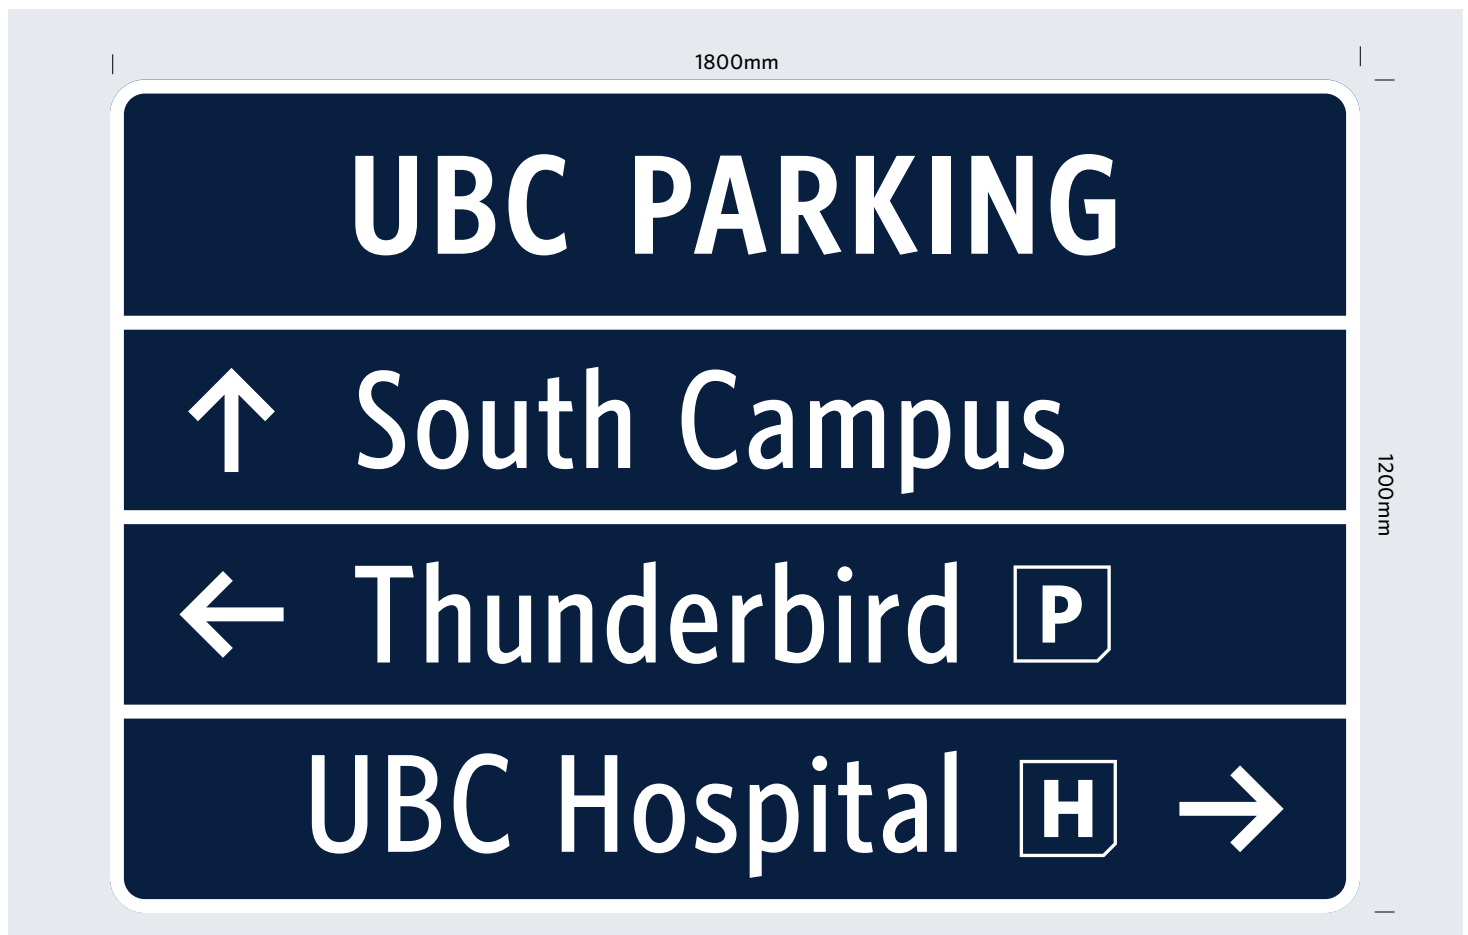 1800mm
UBC PARKING
South Campus
Thunderbird P
UBC Hospital H
1200mm